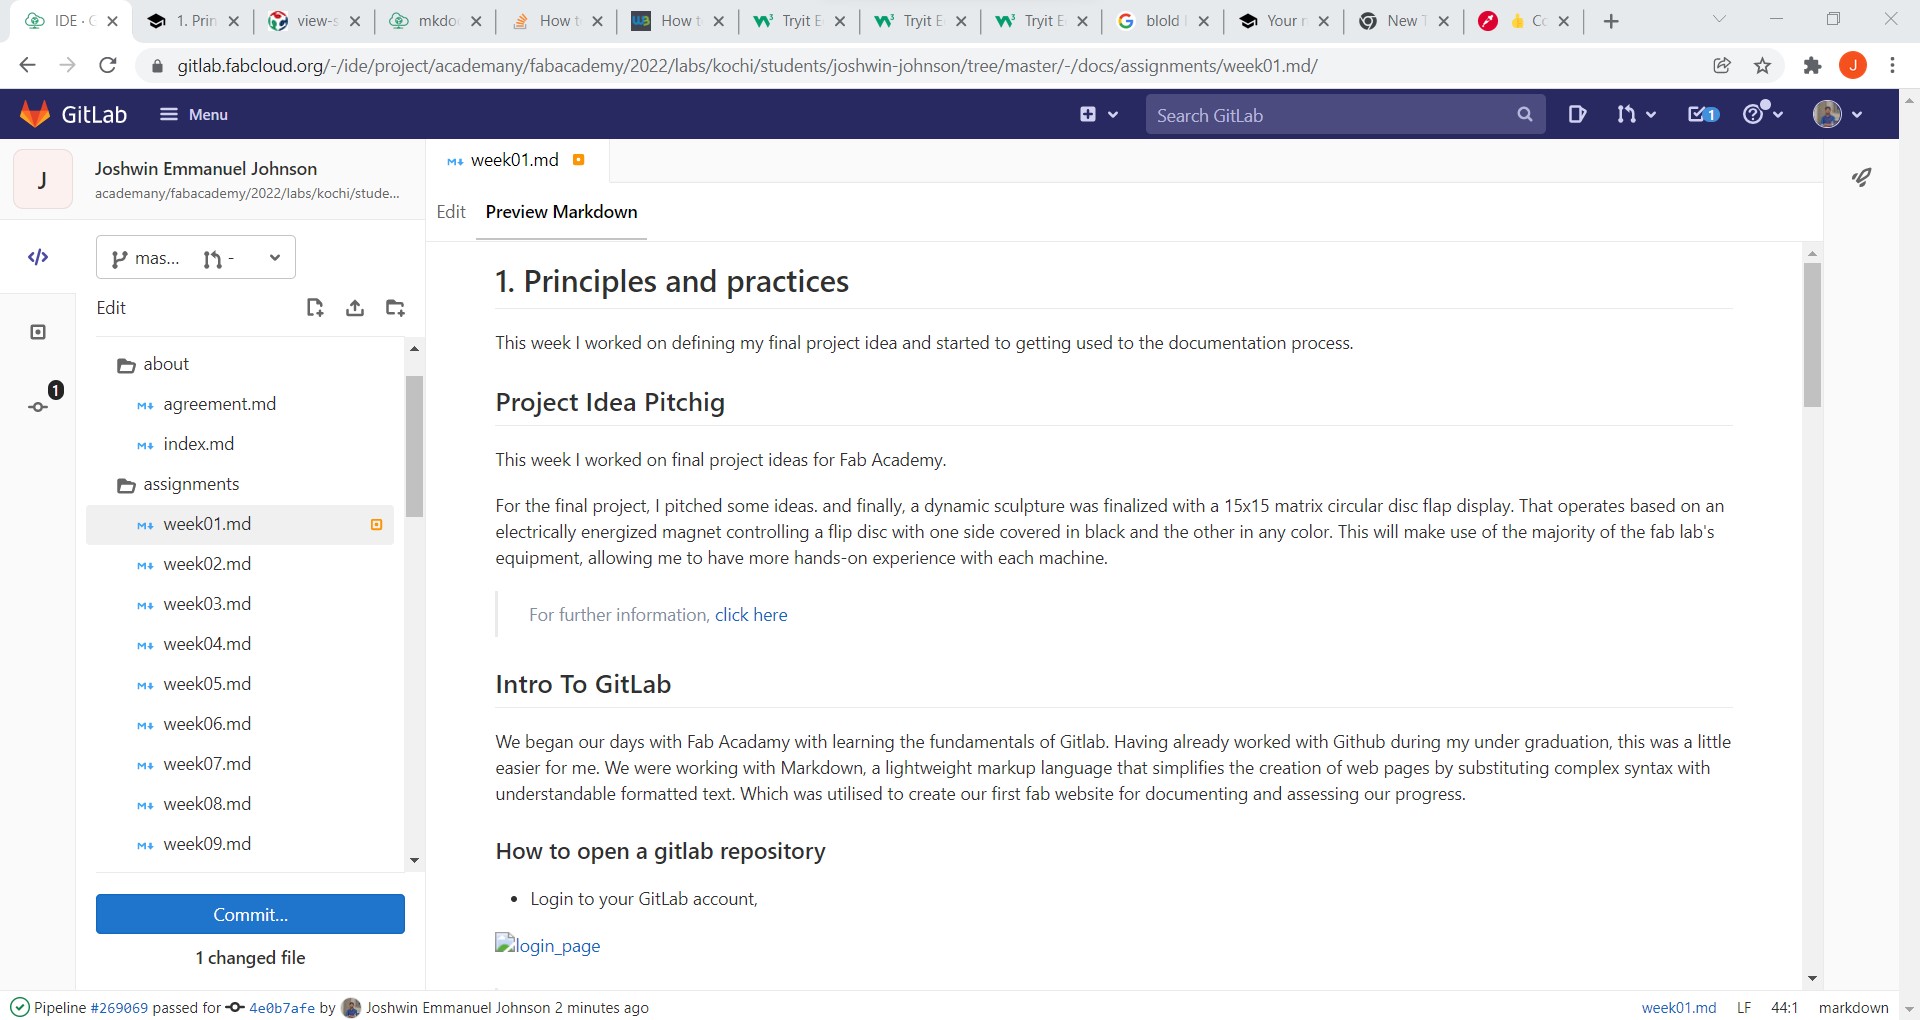 IDE · G
1. Prin
view-s
mkdo
How t
How t
Tryit E
Tryit E
Tryit E
blold
Your r
New T
Co
gitlab.fabcloud.org/-/ide/project/academany/fabacademy/2022/labs/kochi/students/joshwin-johnson/tree/master/-/docs/assignments/week01.md/
J
GitLab
Menu
Search GitLab
1
J
Joshwin Emmanuel Johnson
academany/fabacademy/2022/labs/kochi/stude...
week01.md
Edit
Preview Markdown
mas...
-
Edit
1
about
agreement.md
index.md
assignments
week01.md
week02.md
week03.md
week04.md
week05.md
week06.md
week07.md
week08.md
week09.md
Commit...
1 changed file
1. Principles and practices
This week I worked on defining my final project idea and started to getting used to the documentation process.
Project Idea Pitchig
This week I worked on final project ideas for Fab Academy.
For the final project, I pitched some ideas. and finally, a dynamic sculpture was finalized with a 15x15 matrix circular disc flap display. That operates based on an
electrically energized magnet controlling a flip disc with one side covered in black and the other in any color. This will make use of the majority of the fab lab's
equipment, allowing me to have more hands-on experience with each machine.
For further information, click here
Intro To GitLab
We began our days with Fab Acadamy with learning the fundamentals of Gitlab. Having already worked with Github during my under graduation, this was a little
easier for me. We were working with Markdown, a lightweight markup language that simplifies the creation of web pages by substituting complex syntax with
understandable formatted text. Which was utilised to create our first fab website for documenting and assessing our progress.
How to open a gitlab repository
• Login to your GitLab account,
login_page
Pipeline #269069 passed for 4e0b7afe by Joshwin Emmanuel Johnson 2 minutes ago
week01.md LF 44:1 markdown